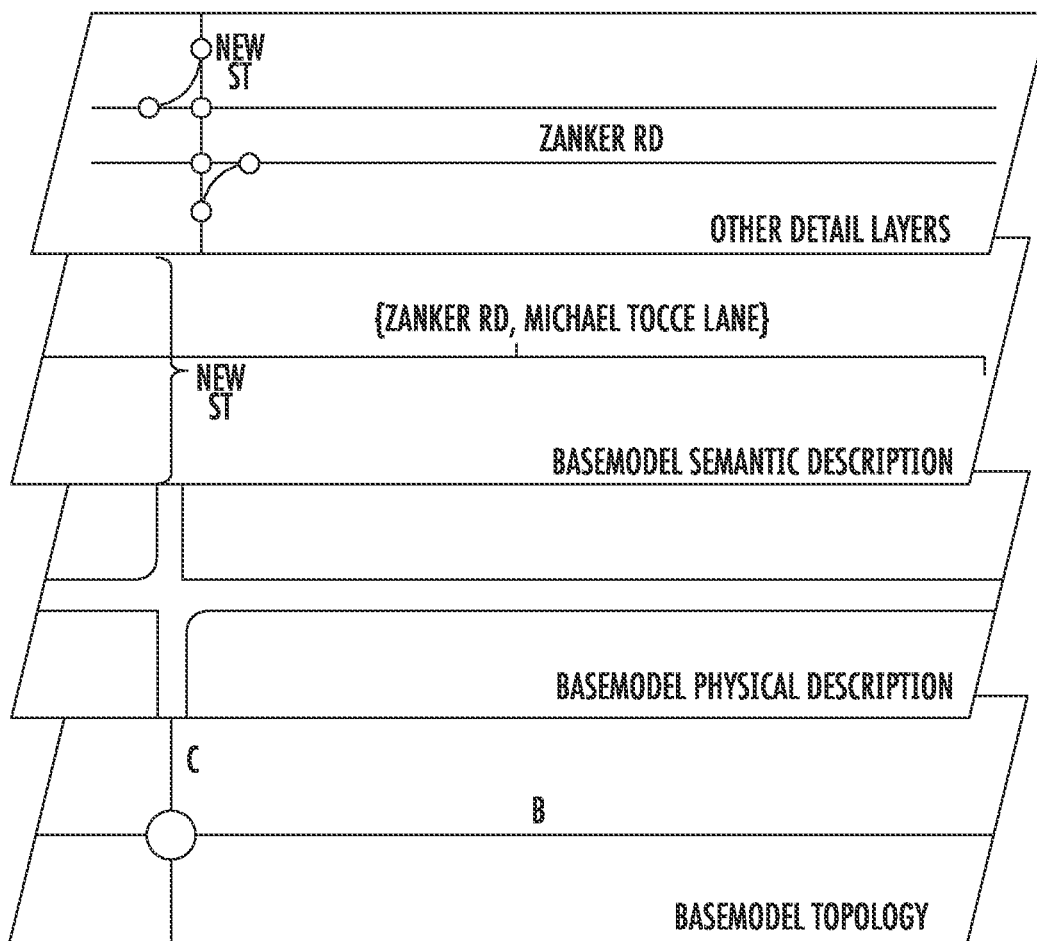 NEW
ST
ZANKER RD
OTHER DETAIL LAYERS
{ZANKER RD, MICHAEL TOCCE LANE}
NEW
ST
BASEMODEL SEMANTIC DESCRIPTION
BASEMODEL PHYSICAL DESCRIPTION
C
B
BASEMODEL TOPOLOGY